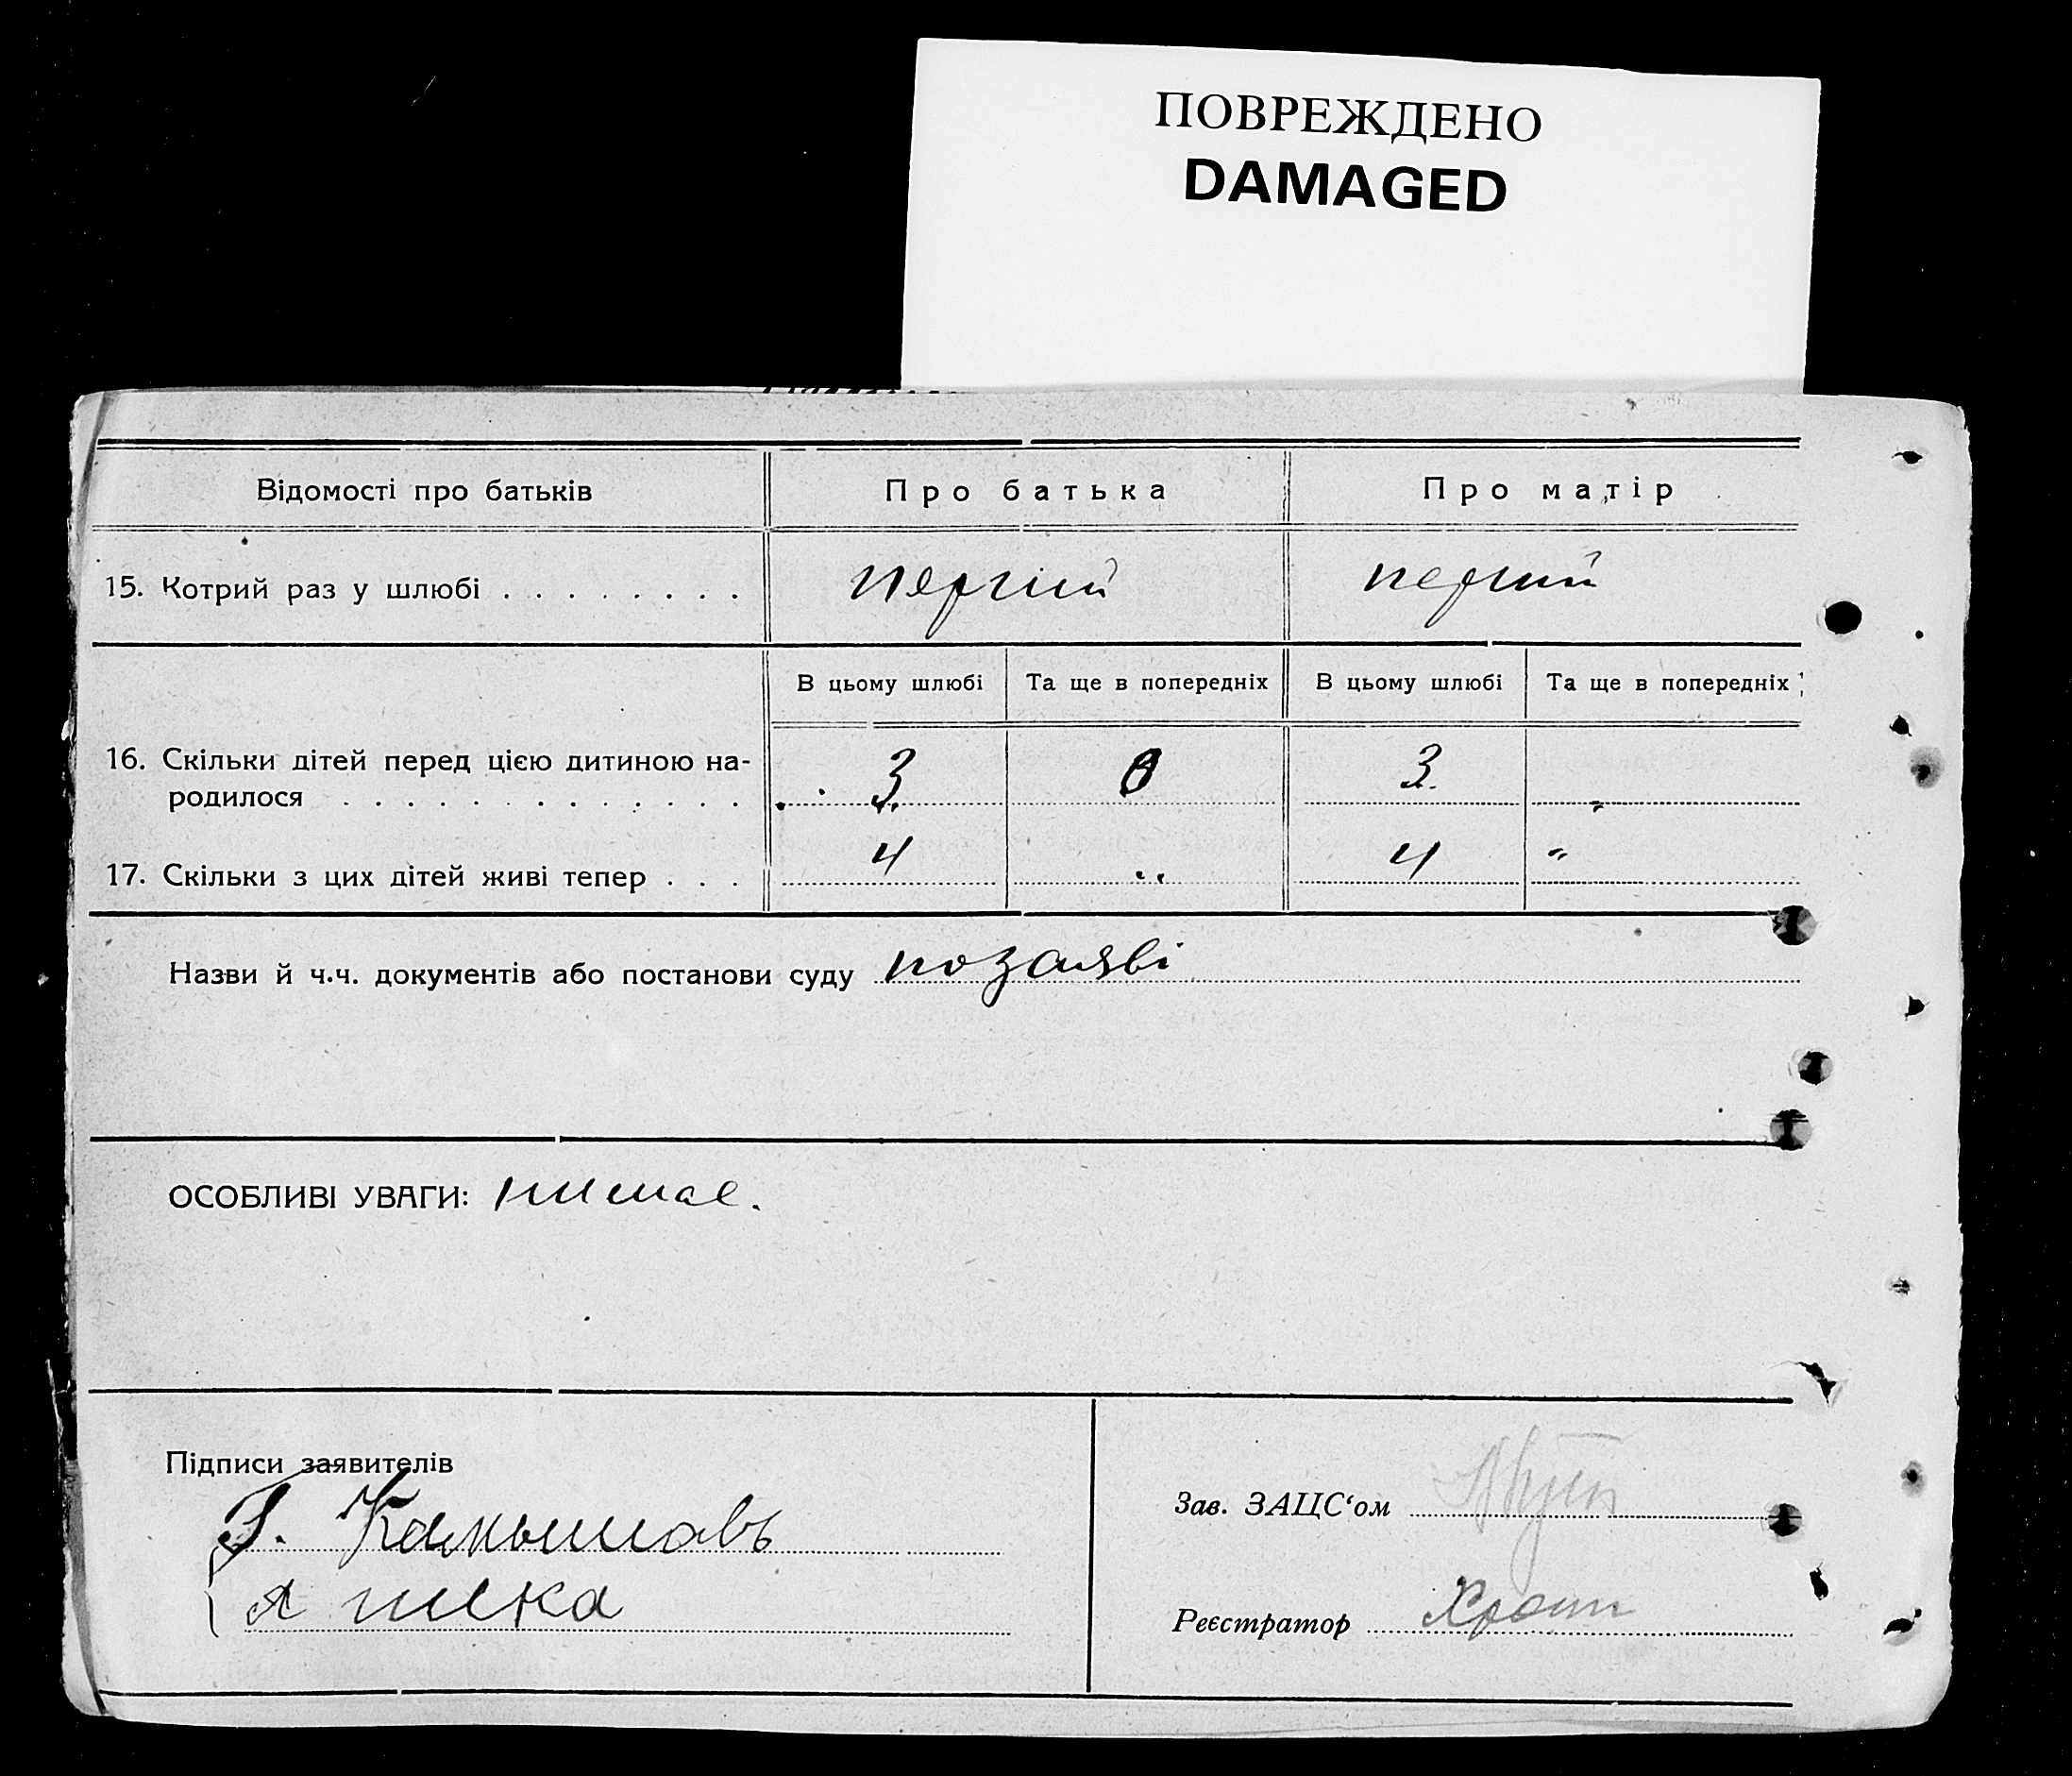 ПОВРЕЖДЕНО
DAMAGED
Відомості про батьків Про батька Про матір
15. Котрий раз у шлюбі . . . . . . . . перший перший
В цьому шлюбі Та ще в попередніх В цьому шлюбі Та ще в попередніх
16. Скільки дітей перед цією дитиною на-
родилося . . . . . . . . . . . . . 3. 0 3. „
17. Скільки з цих дітей живі тепер . . . 4 „ 4 „
Назви й ч.ч. документів або постанови суду по заяві
ОСОБЛИВІ УВАГИ: нимае.
Підписи заявителів
Камышавъ
Зав. ЗАЦС‘ом
Реєстратор